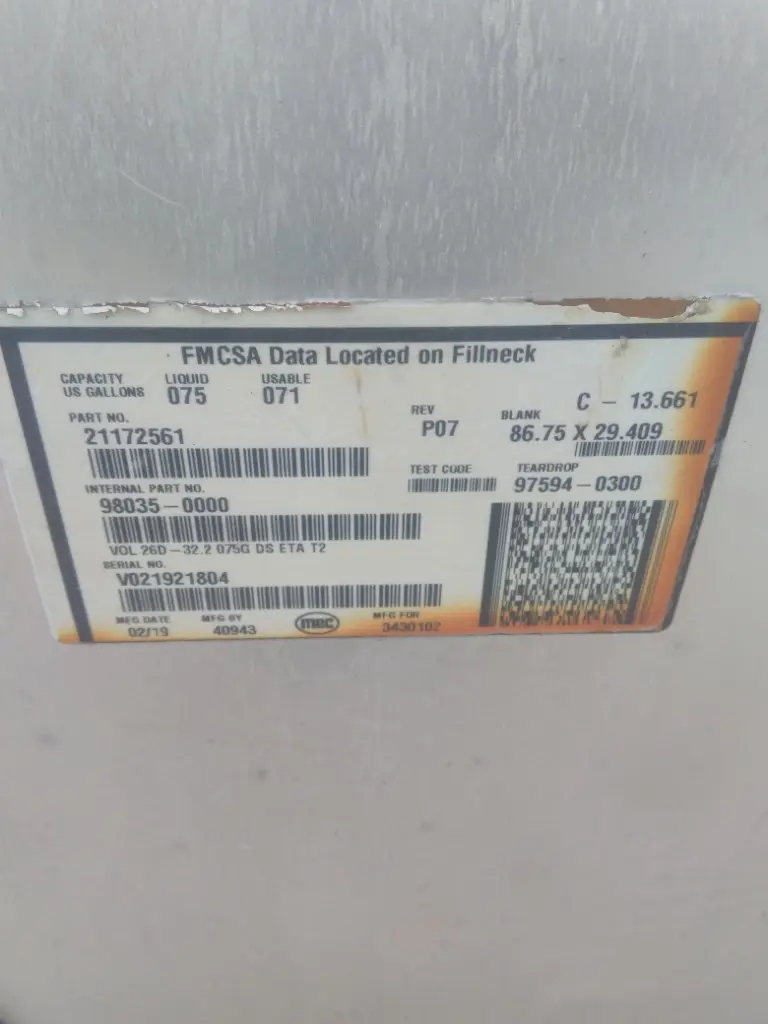 FMCSA Data Located on Fillneck
CAPACITY US GALLONS
LIQUID 075
USABLE 071
PART NO.
21172561
REV
P07
BLANK
C - 13.661
86.75 X 29.409
INTERNAL PART NO.
98035-0000
TEST CODE
TEARDROP
97594-0300
VOL 26D-32.2 075G DS ETA T2
SERIAL NO.
V021921804
MFG DATE
02/19
MFG BY
40943
mec
MFG FOR
3430102